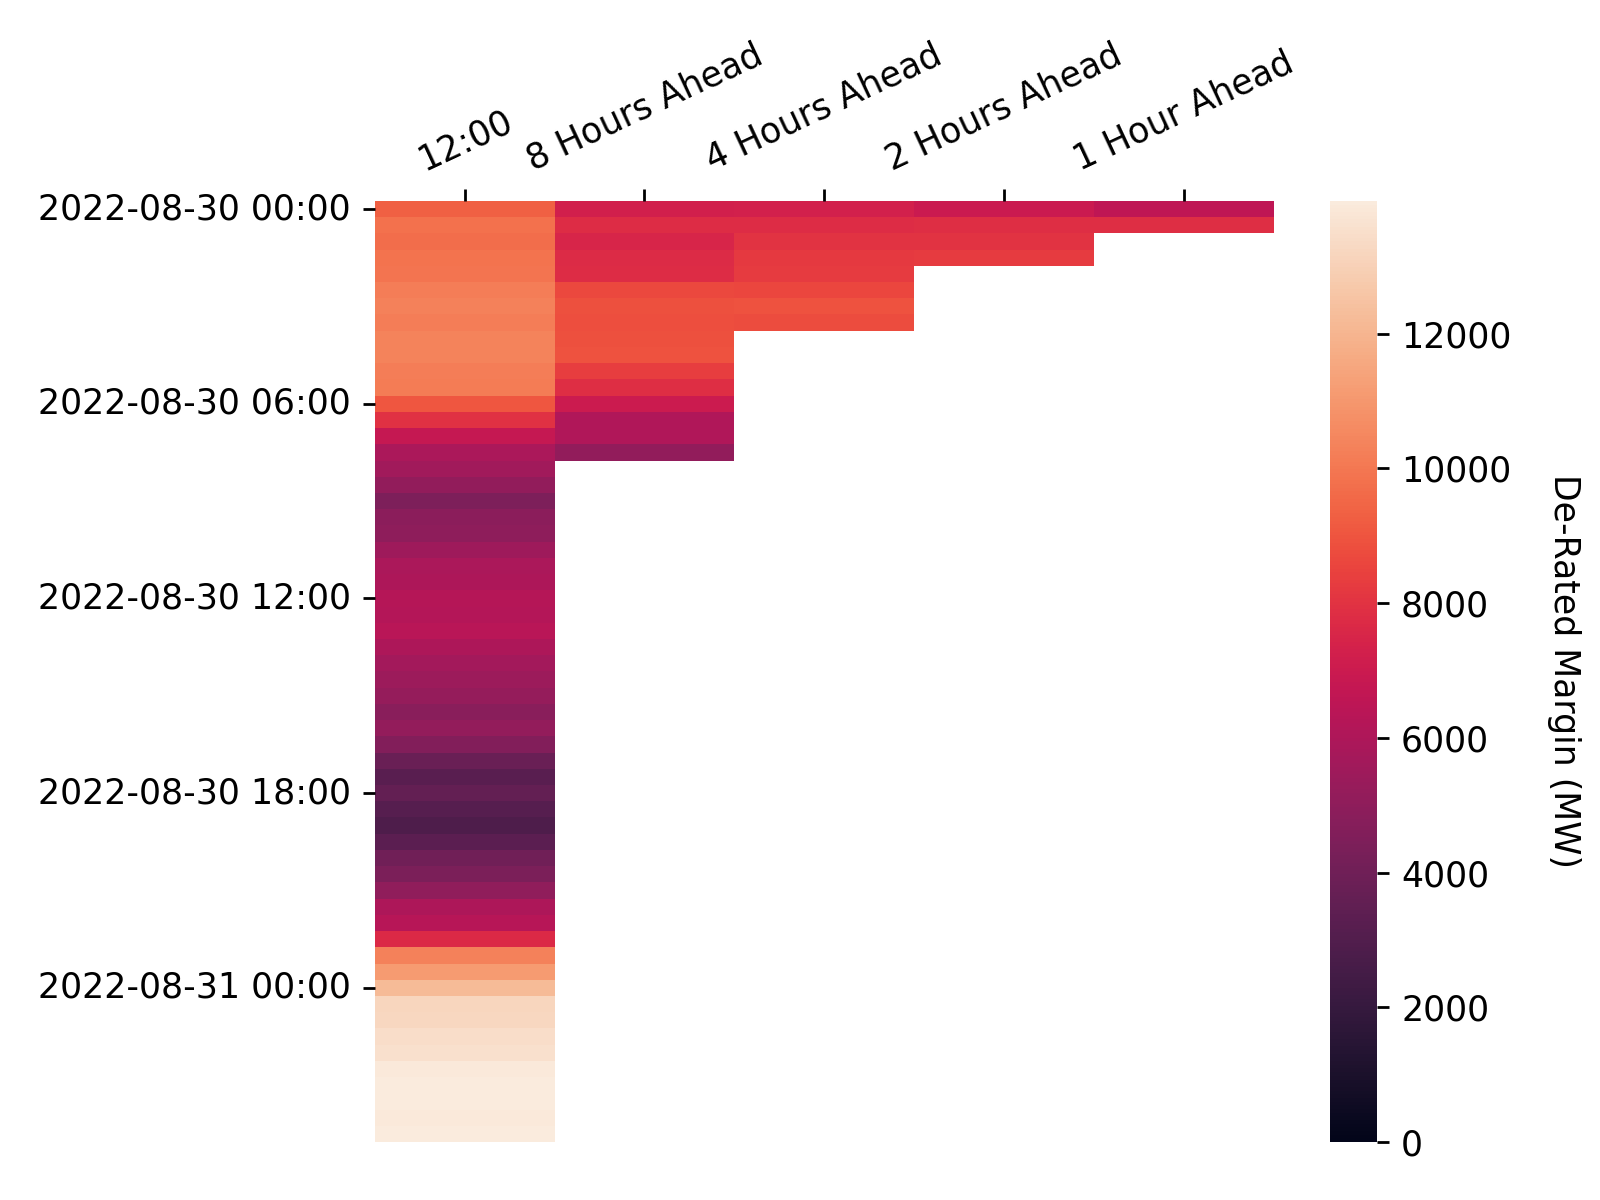 12:00
8 Hours Ahead
4 Hours Ahead
2 Hours Ahead
1 Hour Ahead
2022-08-30 00:00
2022-08-30 06:00
2022-08-30 12:00
2022-08-30 18:00
2022-08-31 00:00
12000
10000
8000
6000
4000
2000
0
De-Rated Margin (MW)